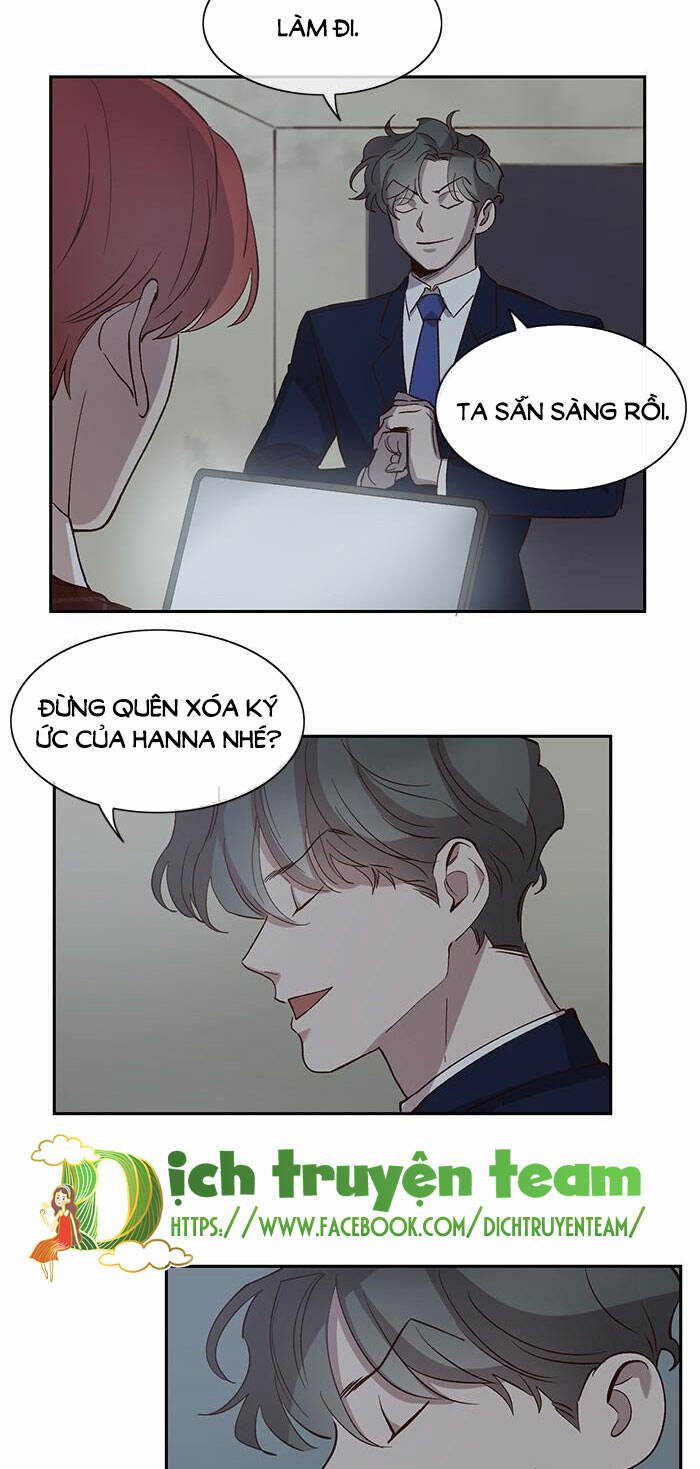 LÀM ĐI.
TA SẴN SÀNG RỒI.
ĐỪNG QUÊN XÓA KÝ
ỨC CỦA HANNA NHÉ?
Dịch truyện team
HTTPS://WWW.FACEBOOK.COM/DICHTRUYENTEAM/